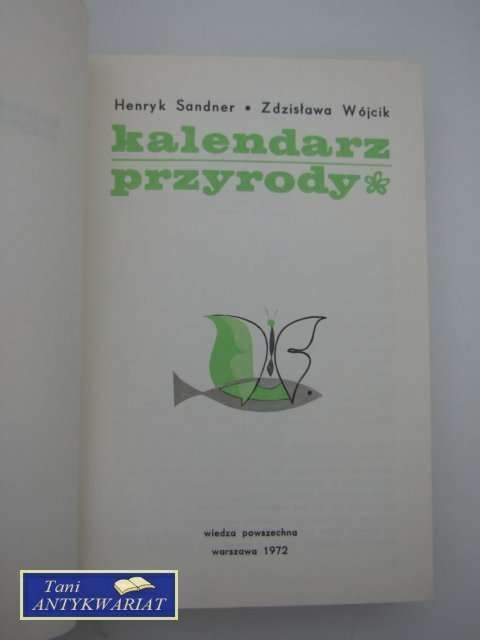 Henryk Sandner • Zdzisława Wójcik
kalendarz
przyrody
wiedza powszechna
warszawa 1972
Tani
ANTYKWARIAT